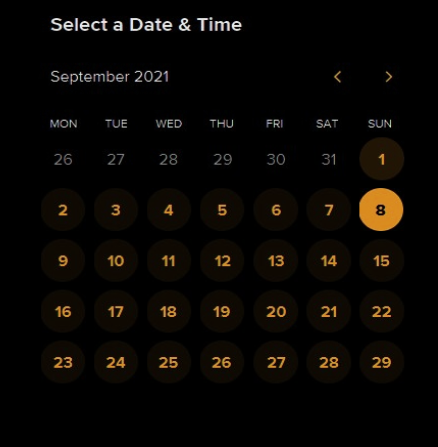 Select a Date & Time
September 2021
MON TUE WED THU FRI SAT SUN
26 27 28 29 30 31 1
2 3 4 5 6 7 8
9 10 11 12 13 14 15
16 17 18 19 20 21 22
23 24 25 26 27 28 29